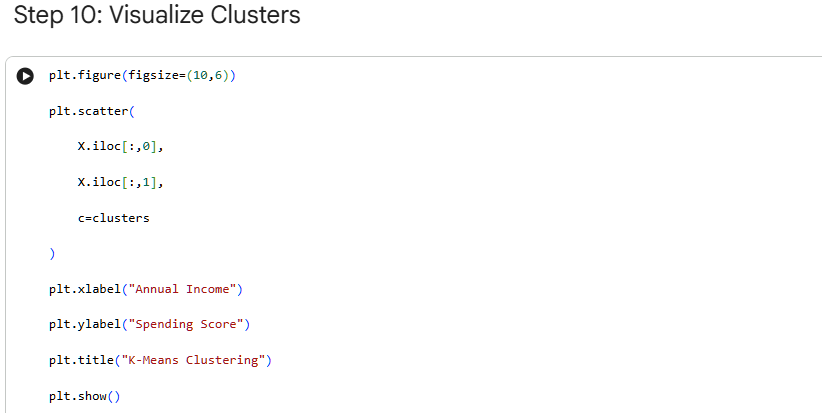 Step 10: Visualize Clusters
plt.figure(figsize=(10,6))
plt.scatter(
    X.iloc[:,0],
    X.iloc[:,1],
    c=clusters
)
plt.xlabel("Annual Income")
plt.ylabel("Spending Score")
plt.title("K-Means Clustering")
plt.show()